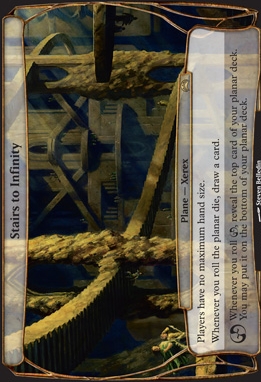 Stairs to Infinity
Plane — Xerex
Players have no maximum hand size.
Whenever you roll the planar die, draw a card.
Whenever you roll , reveal the top card of your planar deck.
You may put it on the bottom of your planar deck.
Steven Belledin